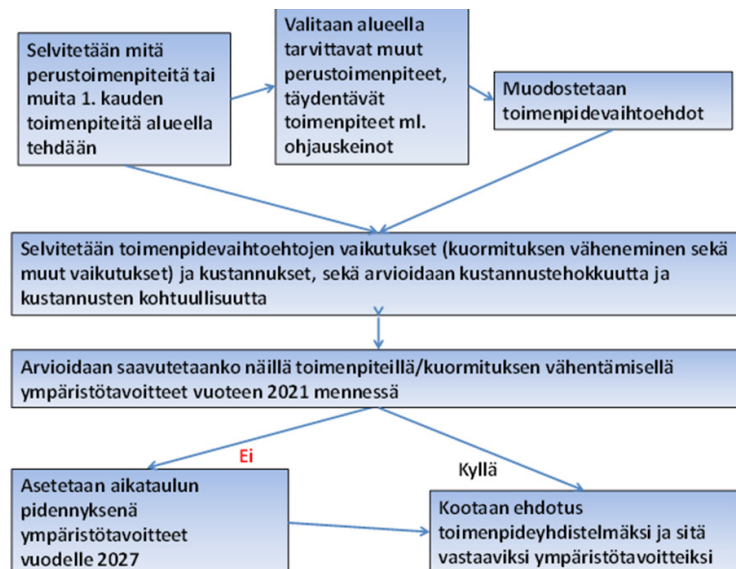 Selvitetään mitä
perustoimenpiteitä tai
muita 1. kauden
toimenpiteitä alueella
tehdään
Valitaan alueella
tarvittavat muut
perustoimenpiteet,
täydentävät
toimenpiteet ml.
ohjauskeinot
Muodostetaan
toimenpidevaihtoehdot
Selvitetään toimenpidevaihtoehtojen vaikutukset (kuormituksen väheneminen sekä
muut vaikutukset) ja kustannukset, sekä arvioidaan kustannustehokkuutta ja
kustannusten kohtuullisuutta
Arvioidaan saavutetaanko näillä toimenpiteillä/kuormituksen vähentämisellä
ympäristötavoitteet vuoteen 2021 mennessä
Ei
Kyllä
Asetetaan aikataulun
pidennyksenä
ympäristötavoitteet
vuodelle 2027
Kootaan ehdotus
toimenpideyhdistelmäksi ja sitä
vastaaviksi ympäristötavoitteiksi